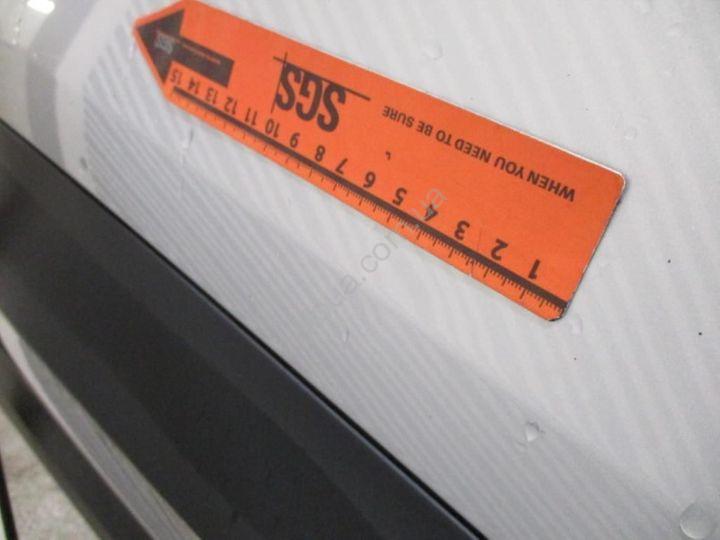 WHEN YOU NEED TO BE SURE
SGS
1 2 3 4 5 6 7 8 9 10 11 12 13 14 15
SGS